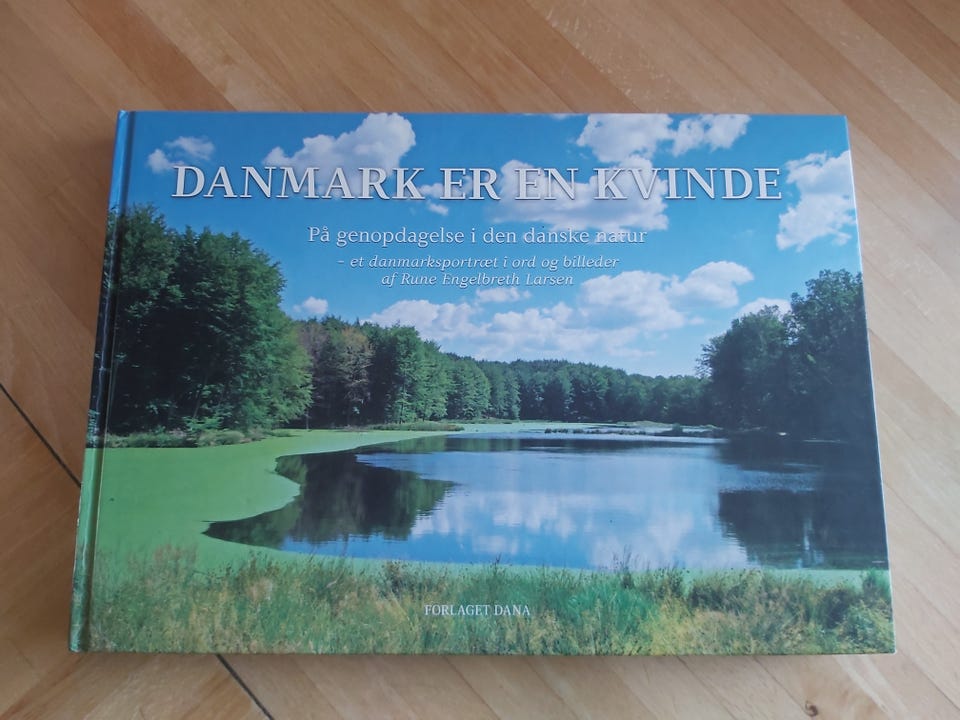 DANMARK ER EN KVINDE
På genopdagelse i den danske natur
– et danmarksportræt i ord og billeder
af Rune Engelbreth Larsen
FORLAGET DANA